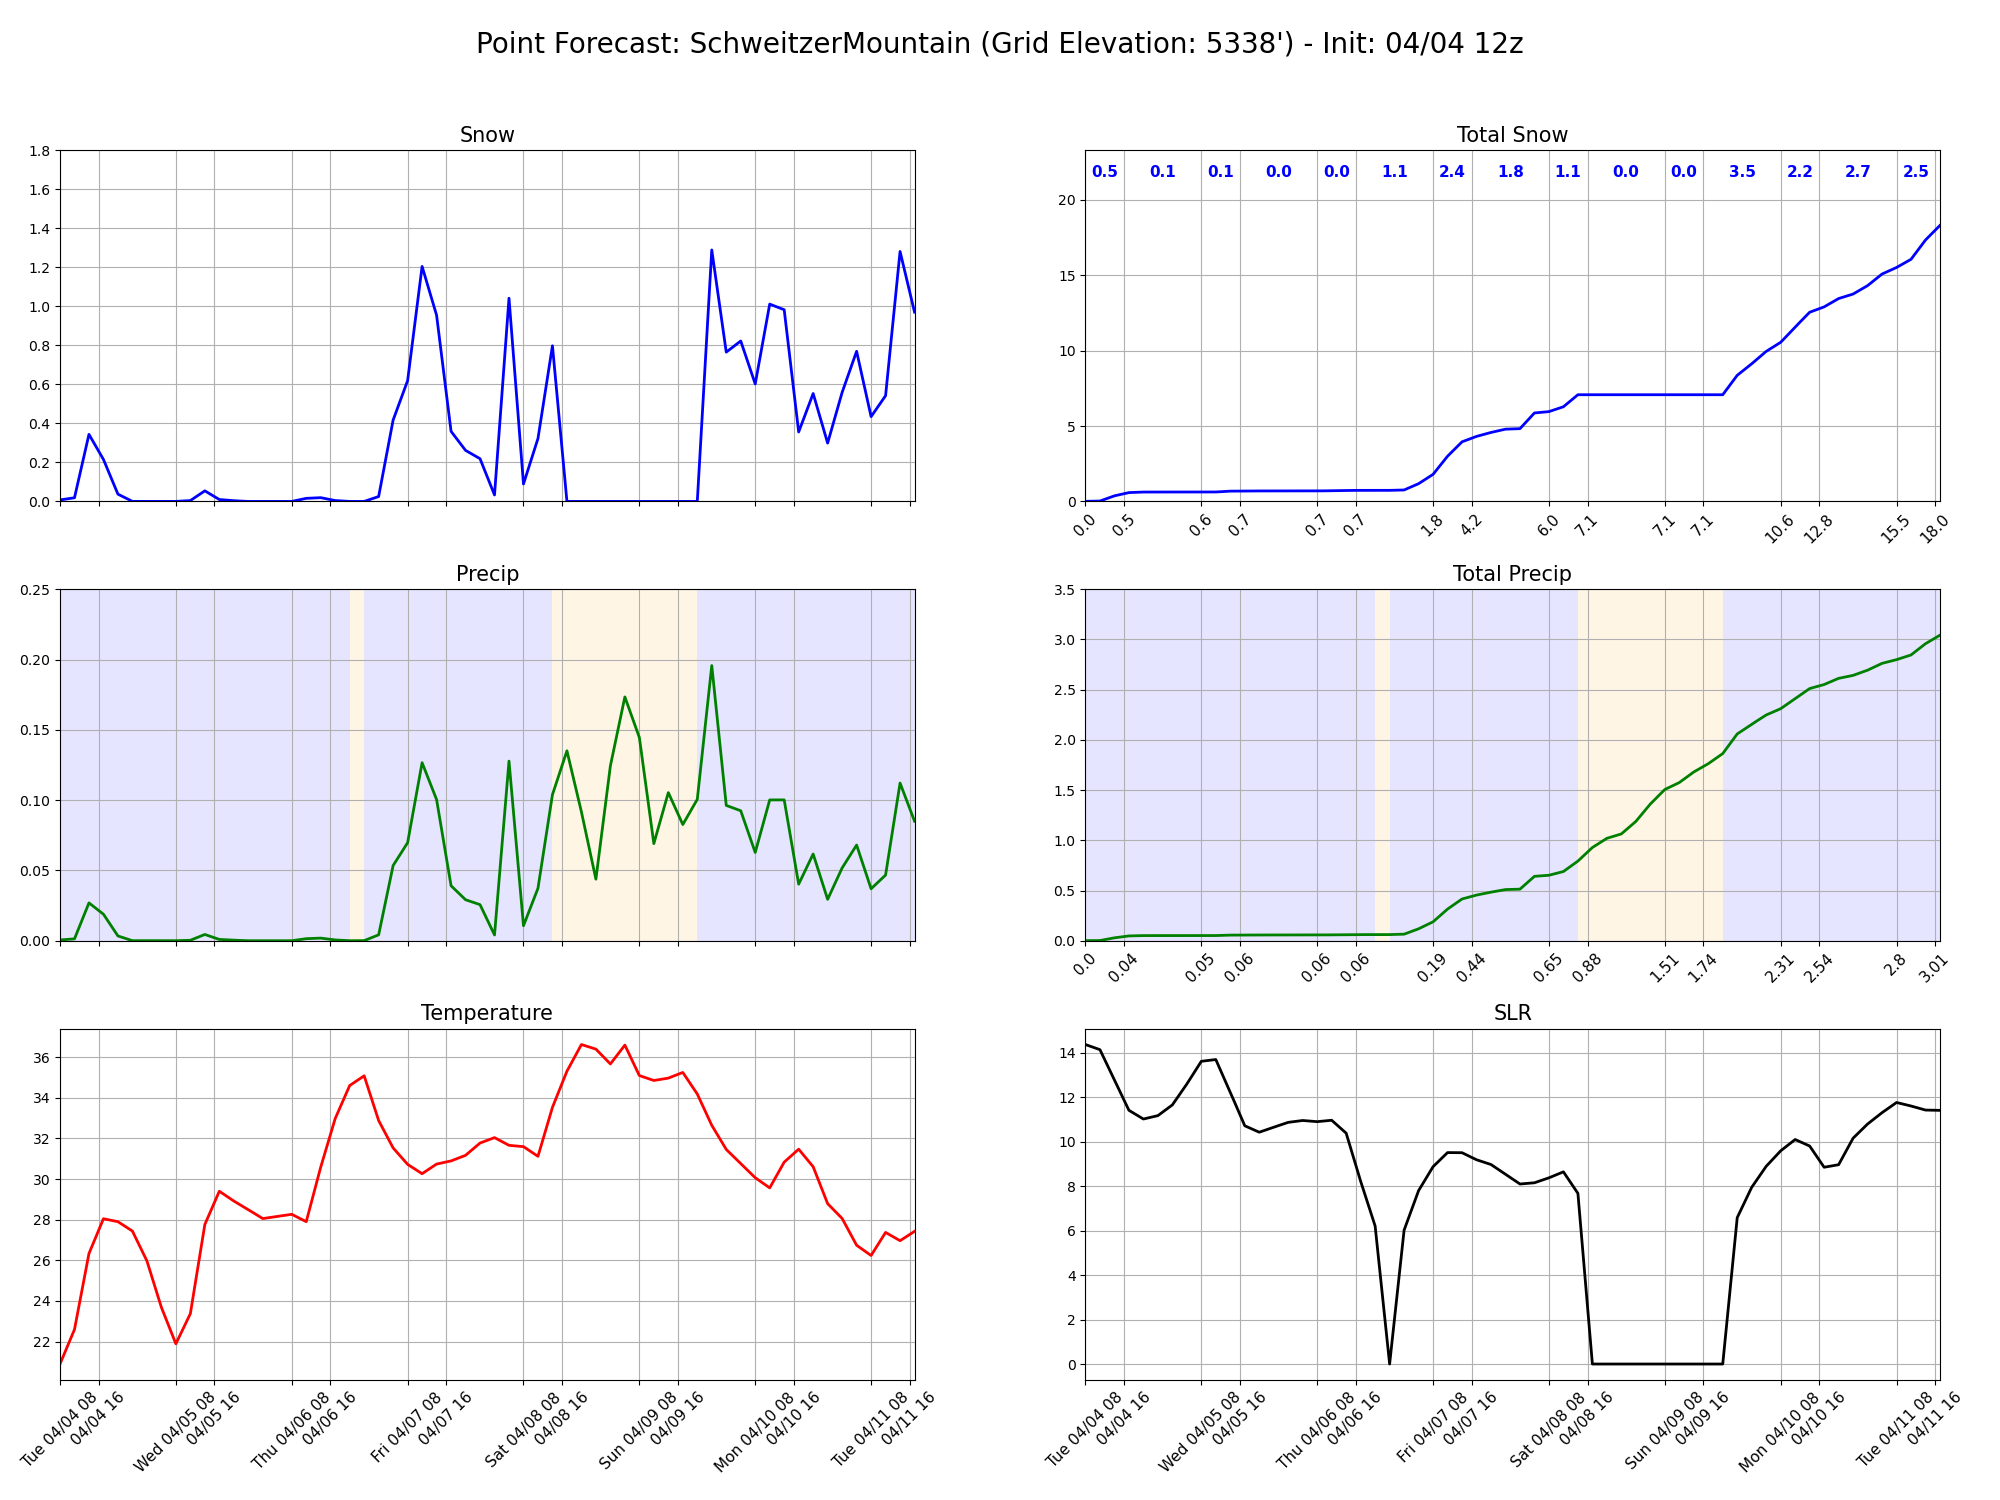 Point Forecast: SchweitzerMountain (Grid Elevation: 5338') - Init: 04/04 12z
Snow
1.8
1.6
1.4
1.2
1.0
0.8
0.6
0.4
0.2
0.0
Total Snow
0.5 0.1 0.1 0.0 0.0 1.1 2.4 1.8 1.1 0.0 0.0 3.5 2.2 2.7 2.5
20
15
10
5
0
0.0 0.5 0.6 0.7 0.7 0.7 1.8 4.2 6.0 7.1 7.1 7.1 10.6 12.8 15.5 18.0
Precip
0.25
0.20
0.15
0.10
0.05
0.00
Total Precip
3.5
3.0
2.5
2.0
1.5
1.0
0.5
0.0
0.0 0.04 0.05 0.06 0.06 0.06 0.19 0.44 0.65 0.88 1.51 1.74 2.31 2.54 2.8 3.01
Temperature
36
34
32
30
28
26
24
22
Tue 04/04 08
04/04 16
Wed 04/05 08
04/05 16
Thu 04/06 08
04/06 16
Fri 04/07 08
04/07 16
Sat 04/08 08
04/08 16
Sun 04/09 08
04/09 16
Mon 04/10 08
04/10 16
Tue 04/11 08
04/11 16
SLR
14
12
10
8
6
4
2
0
Tue 04/04 08
04/04 16
Wed 04/05 08
04/05 16
Thu 04/06 08
04/06 16
Fri 04/07 08
04/07 16
Sat 04/08 08
04/08 16
Sun 04/09 08
04/09 16
Mon 04/10 08
04/10 16
Tue 04/11 08
04/11 16